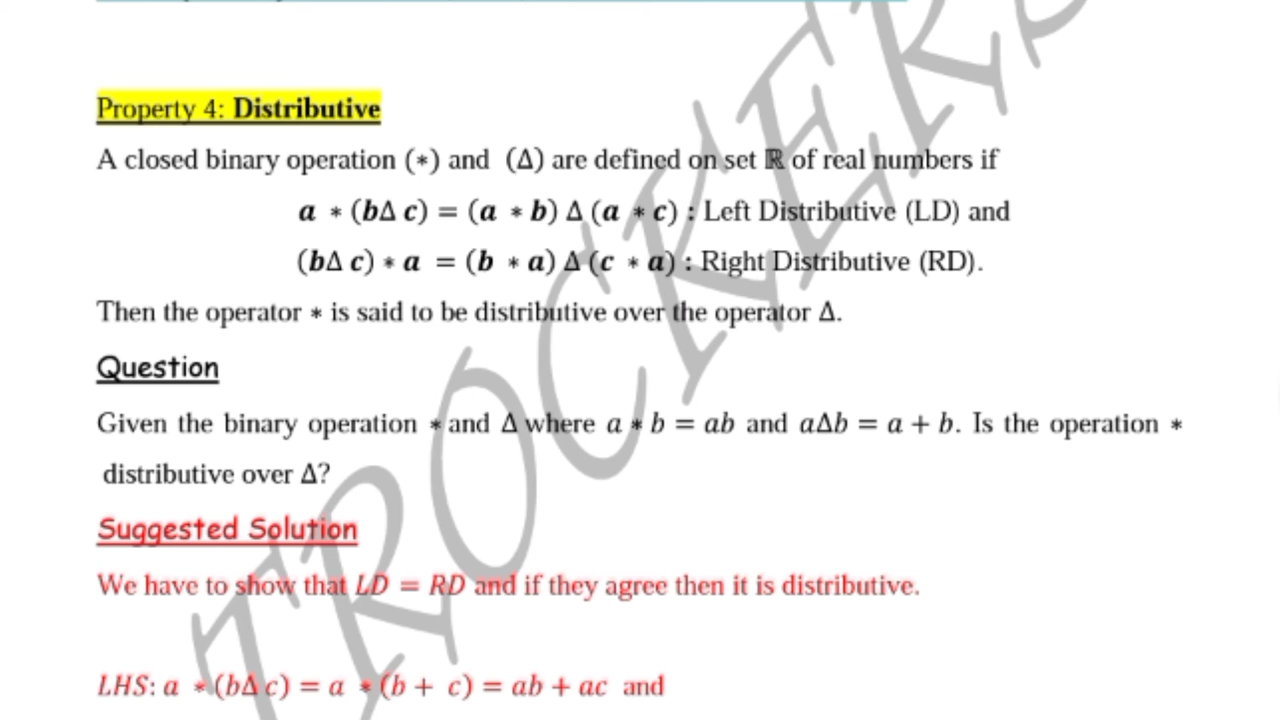 Property 4: Distributive
A closed binary operation (∗) and (Δ) are defined on set ℝ of real numbers if
a ∗ (bΔ c) = (a ∗ b) Δ (a ∗ c) : Left Distributive (LD) and
(bΔ c) ∗ a = (b ∗ a) Δ (c ∗ a) : Right Distributive (RD).
Then the operator ∗ is said to be distributive over the operator Δ.
Question
Given the binary operation ∗ and Δ where a ∗ b = ab and aΔb = a + b. Is the operation ∗
distributive over Δ?
Suggested Solution
We have to show that LD = RD and if they agree then it is distributive.
LHS: a ∗ (bΔ c) = a ∗ (b + c) = ab + ac and